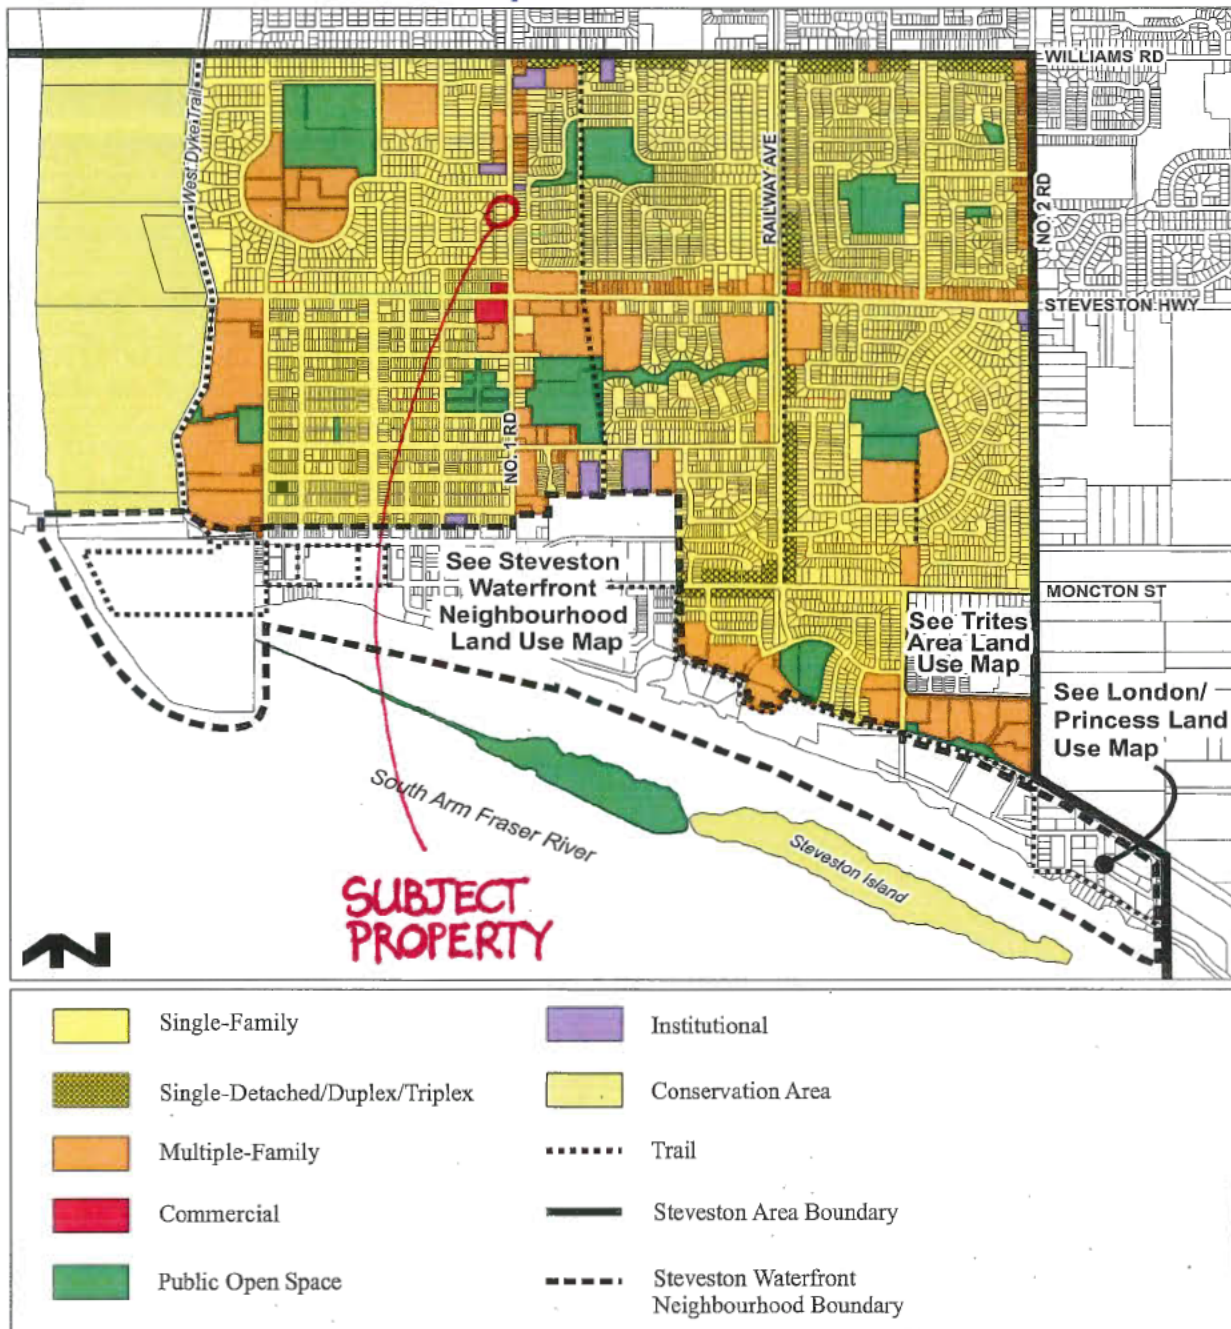 WILLIAMS RD
West Dyke Trail
RAILWAY AVE
NO. 2 RD
STEVESTON HWY
NO. 1 RD
See Steveston
Waterfront
Neighbourhood
Land Use Map
MONCTON ST
See Trites
Area Land
Use Map
See London/
Princess Land
Use Map
South Arm Fraser River
Steveston Island
SUBJECT
PROPERTY
N
Single-Family
Institutional
Single-Detached/Duplex/Triplex
Conservation Area
Multiple-Family
Trail
Commercial
Steveston Area Boundary
Public Open Space
Steveston Waterfront
Neighbourhood Boundary